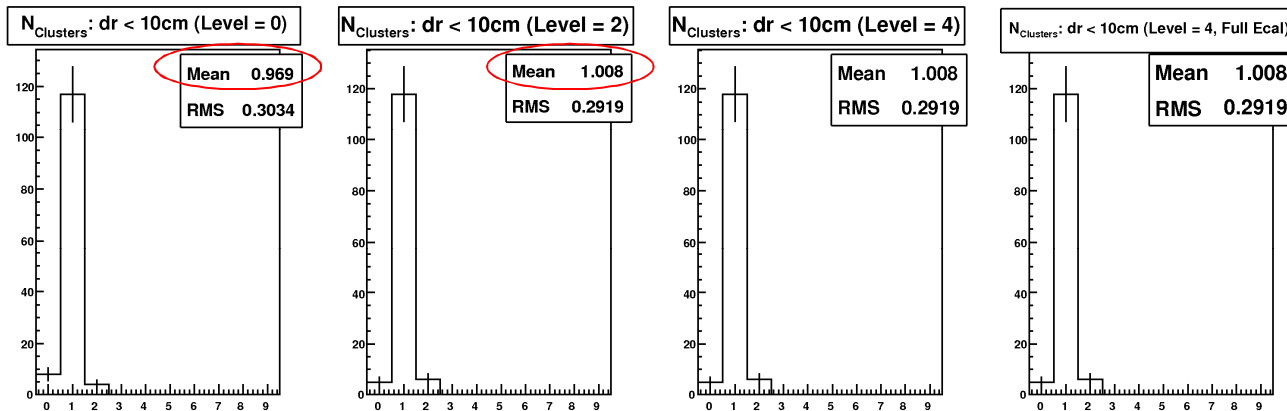 N_Clusters: dr < 10cm (Level = 0)
Mean 0.969
RMS 0.3034
120
100
80
60
40
20
0
0 1 2 3 4 5 6 7 8 9
N_Clusters: dr < 10cm (Level = 2)
Mean 1.008
RMS 0.2919
120
100
80
60
40
20
0
0 1 2 3 4 5 6 7 8 9
N_Clusters: dr < 10cm (Level = 4)
Mean 1.008
RMS 0.2919
120
100
80
60
40
20
0
0 1 2 3 4 5 6 7 8 9
N_Clusters: dr < 10cm (Level = 4, Full Ecal)
Mean 1.008
RMS 0.2919
120
100
80
60
40
20
0
0 1 2 3 4 5 6 7 8 9